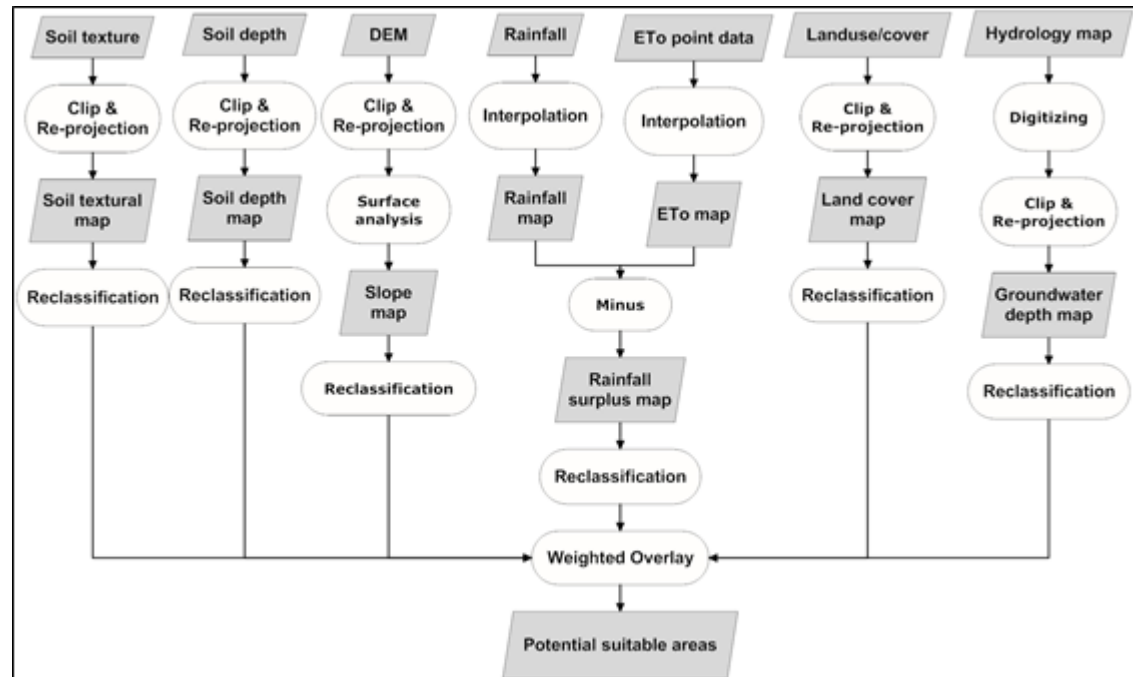 Soil texture
Soil depth
DEM
Rainfall
ETo point data
Landuse/cover
Hydrology map
Clip &
Re-projection
Clip &
Re-projection
Clip &
Re-projection
Interpolation
Interpolation
Clip &
Re-projection
Digitizing
Soil textural
map
Soil depth
map
Surface
analysis
Rainfall
map
ETo map
Land cover
map
Clip &
Re-projection
Reclassification
Reclassification
Slope
map
Minus
Reclassification
Groundwater
depth map
Reclassification
Rainfall
surplus map
Reclassification
Reclassification
Weighted Overlay
Potential suitable areas